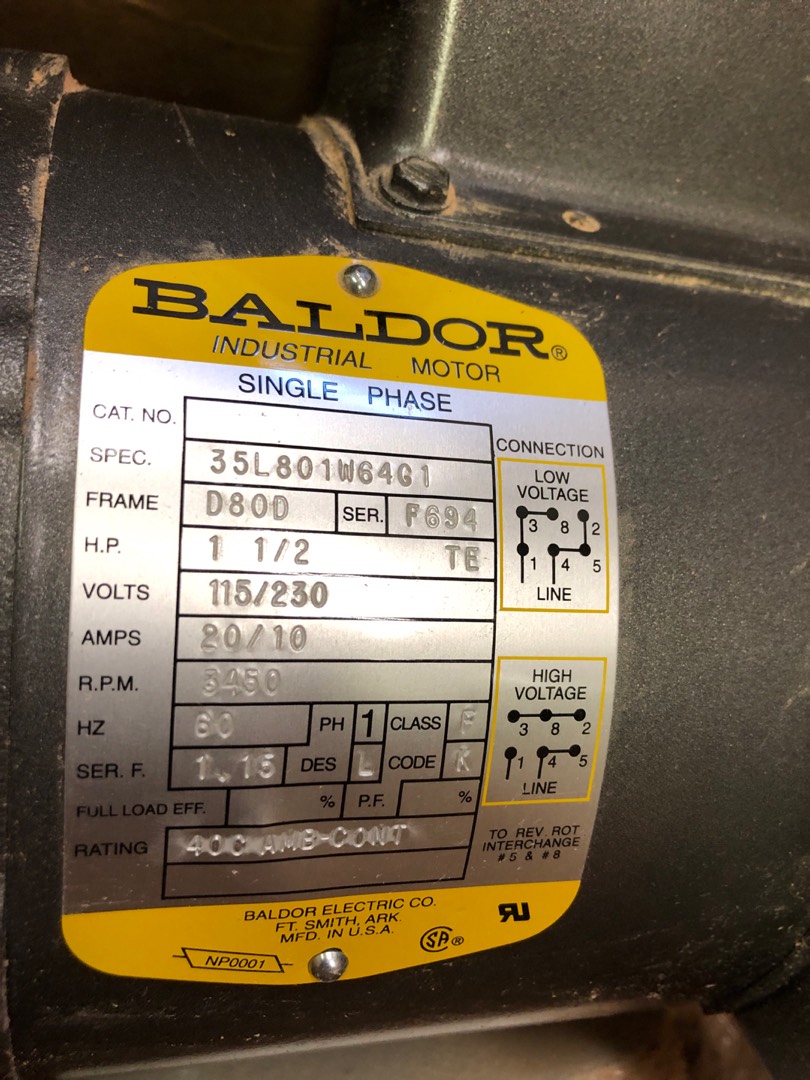 BALDOR®
INDUSTRIAL MOTOR
SINGLE PHASE
CAT. NO.
SPEC. 35L801W64G1
FRAME D80D SER. F694
H.P. 1 1/2 TE
VOLTS 115/230
AMPS 20/10
R.P.M. 3450
HZ 60 PH 1 CLASS F
SER. F. 1.15 DES L CODE K
FULL LOAD EFF. % P.F. %
RATING 40C AMB-CONT
CONNECTION
LOW
VOLTAGE
3 8 2
1 4 5
LINE
HIGH
VOLTAGE
3 8 2
1 4 5
LINE
TO REV. ROT
INTERCHANGE
#5 & #8
BALDOR ELECTRIC CO.
FT. SMITH, ARK.
MFD. IN U.S.A.
NP0001
SA®
RU